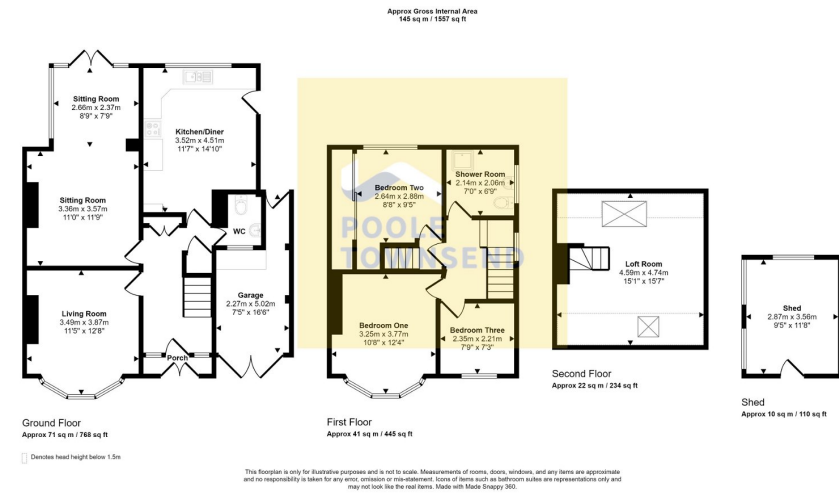 Approx Gross Internal Area
145 sq m / 1557 sq ft
Sitting Room
2.66m x 2.37m
8'9" x 7'9"
Kitchen/Diner
3.52m x 4.51m
11'7" x 14'10"
Sitting Room
3.36m x 3.57m
11'0" x 11'9"
WC
Living Room
3.49m x 3.87m
11'5" x 12'8"
Garage
2.27m x 5.02m
7'5" x 16'6"
Porch
Ground Floor
Approx 71 sq m / 768 sq ft
Denotes head height below 1.5m
Bedroom Two
2.64m x 2.88m
8'8" x 9'5"
Shower Room
2.14m x 2.06m
7'0" x 6'9"
POOLE
TOWNSEND
Bedroom One
3.25m x 3.77m
10'8" x 12'4"
Bedroom Three
2.35m x 2.21m
7'9" x 7'3"
First Floor
Approx 41 sq m / 445 sq ft
Loft Room
4.59m x 4.74m
15'1" x 15'7"
Second Floor
Approx 22 sq m / 234 sq ft
Shed
2.87m x 3.56m
9'5" x 11'8"
Shed
Approx 10 sq m / 110 sq ft
This floorplan is only for illustrative purposes and is not to scale. Measurements of rooms, doors, windows, and any items are approximate
and no responsibility is taken for any error, omission or mis-statement. Icons of items such as bathroom suites are representations only and
may not look like the real items. Made with Made Snappy 360.